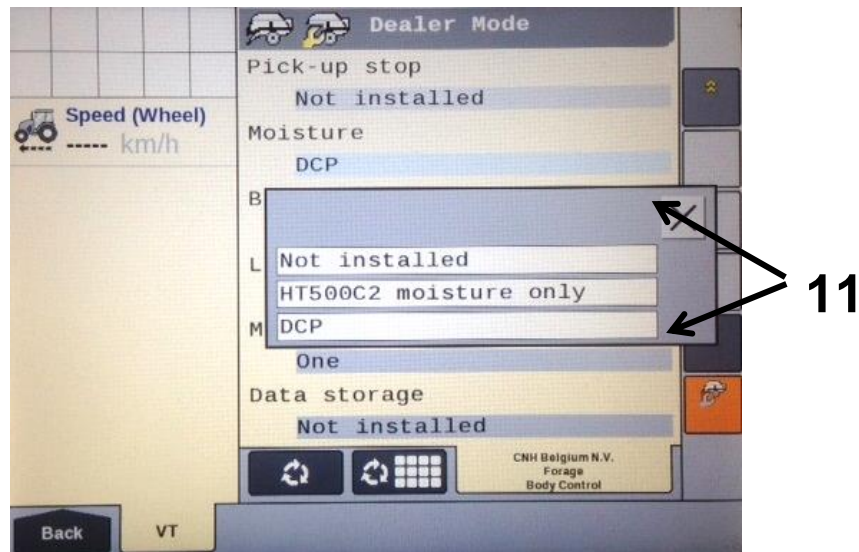 Dealer Mode
Pick-up stop
Not installed
Speed (Wheel)
----- km/h
Moisture
DCP
B
L
Not installed
HT500C2 moisture only
M
DCP
One
Data storage
Not installed
CNH Belgium N.V.
Forage
Body Control
Back
VT
11